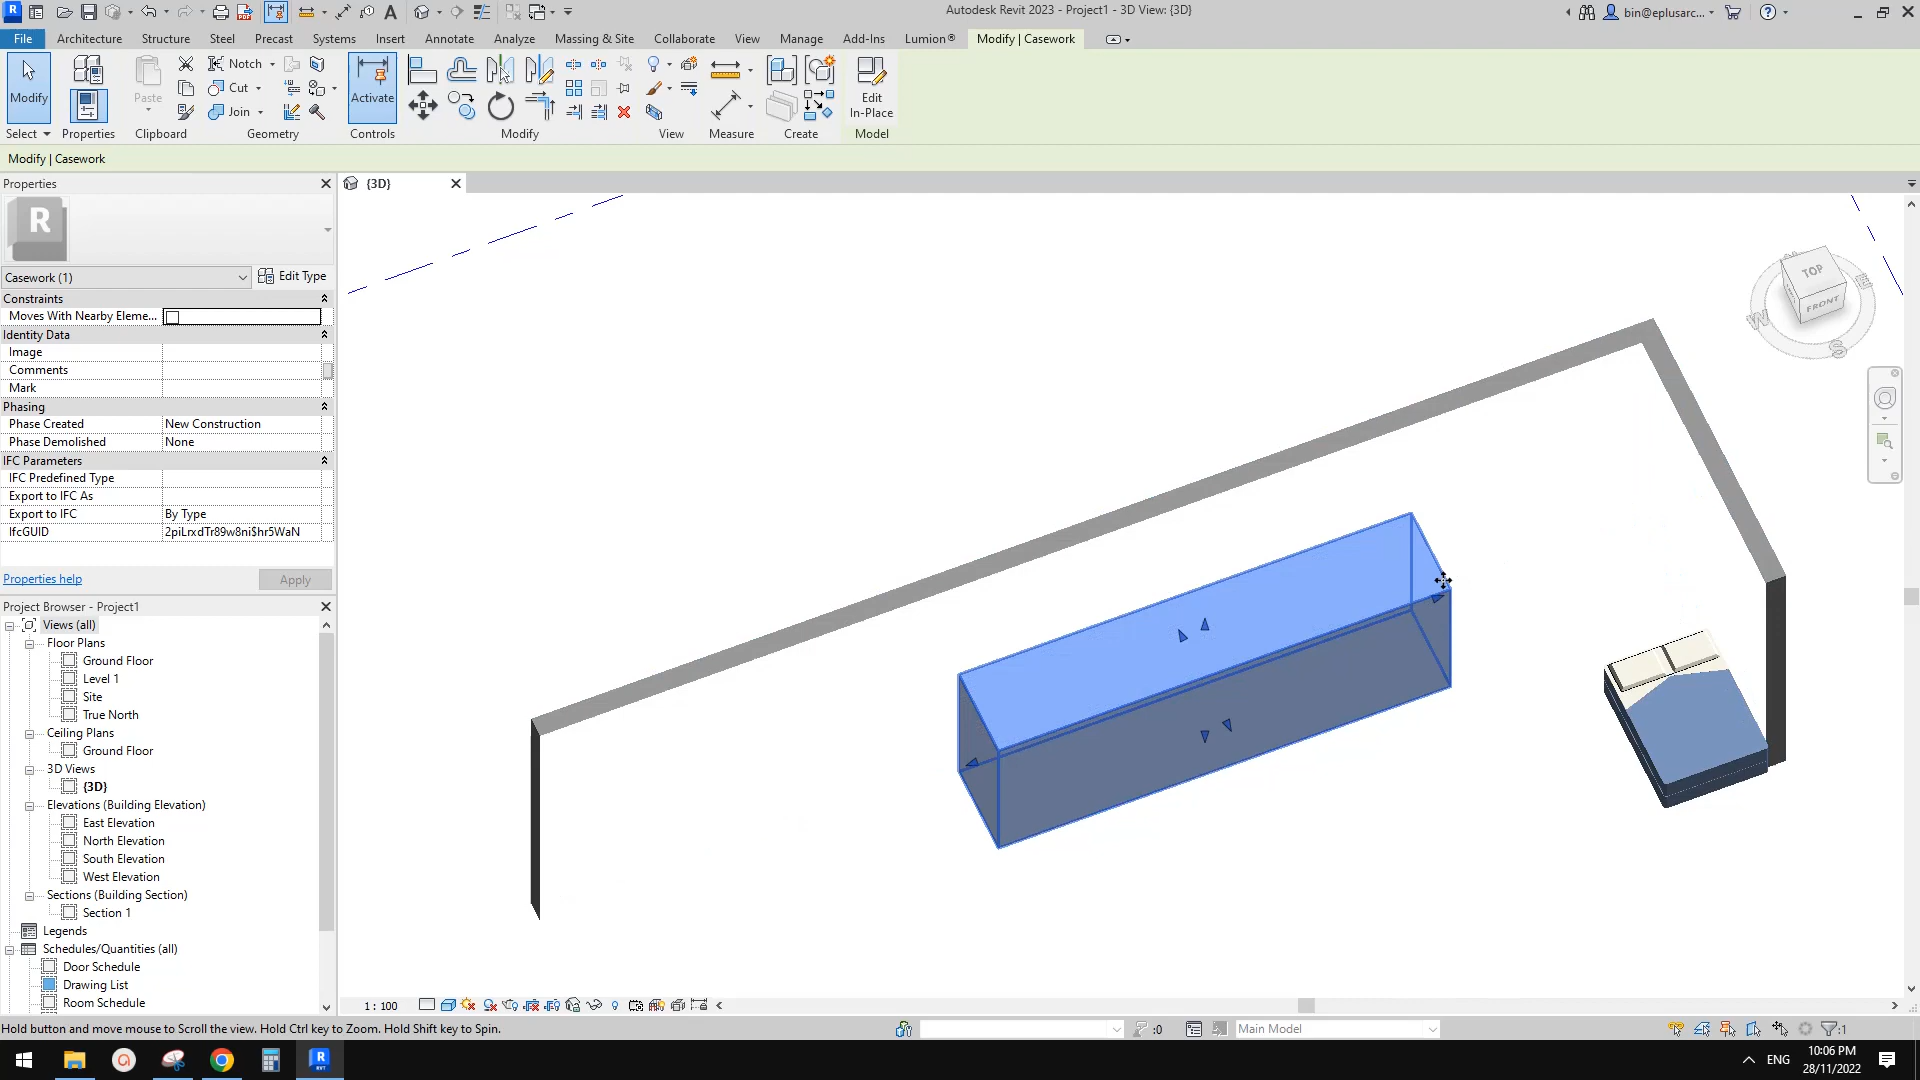 Autodesk Revit 2023 - Project1 - 3D View: {3D}
bin@eplusarc...
File
Architecture
Structure
Steel
Precast
Systems
Insert
Annotate
Analyze
Massing & Site
Collaborate
View
Manage
Add-Ins
Lumion®
Modify | Casework
Modify
Paste
Notch
Cut
Join
Activate
Edit
In-Place
Select
Properties
Clipboard
Geometry
Controls
Modify
View
Measure
Create
Model
Modify | Casework
Properties
{3D}
R
Casework (1)
Edit Type
Constraints
Moves With Nearby Eleme...
Identity Data
Image
Comments
Mark
Phasing
Phase Created New Construction
Phase Demolished None
IFC Parameters
IFC Predefined Type
Export to IFC As
Export to IFC By Type
IfcGUID 2piLrxdTr89w8ni$hr5WaN
Properties help
Apply
Project Browser - Project1
Views (all)
Floor Plans
Ground Floor
Level 1
Site
True North
Ceiling Plans
Ground Floor
3D Views
{3D}
Elevations (Building Elevation)
East Elevation
North Elevation
South Elevation
West Elevation
Sections (Building Section)
Section 1
Legends
Schedules/Quantities (all)
Door Schedule
Drawing List
Room Schedule
TOP
FRONT
W
S
E
1 : 100
Hold button and move mouse to Scroll the view. Hold Ctrl key to Zoom. Hold Shift key to Spin.
:0
Main Model
:1
ENG
10:06 PM
28/11/2022